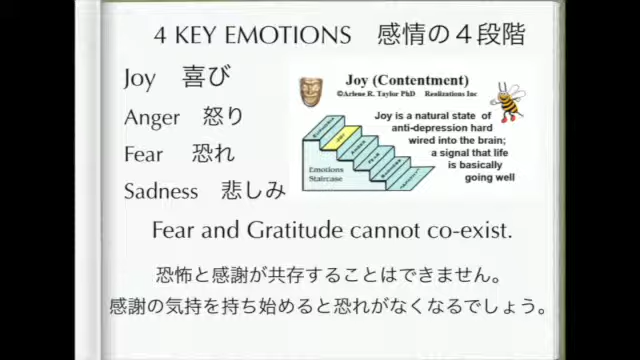 4 KEY EMOTIONS 感情の４段階
Joy 喜び
Anger 怒り
Fear 恐れ
Sadness 悲しみ
Joy (Contentment)
©Arlene R. Taylor PhD Realizations Inc
Joy is a natural state of
anti-depression hard
wired into the brain;
a signal that life
is basically
going well
Emotions
Staircase
Fear and Gratitude cannot co-exist.
恐怖と感謝が共存することはできません。
感謝の気持を持ち始めると恐れがなくなるでしょう。